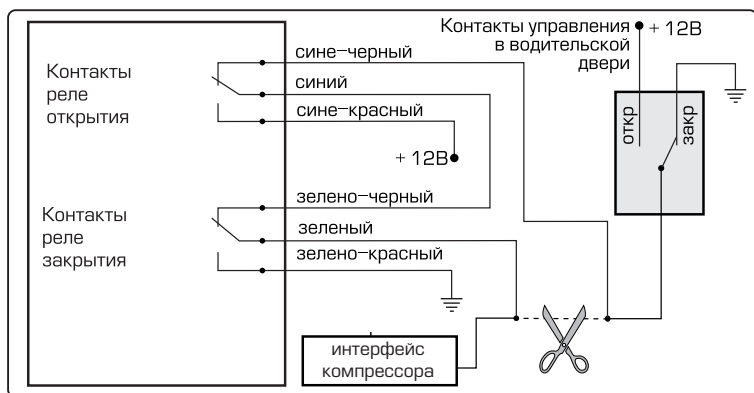 Контакты управления
в водительской
двери
+ 12В
откр
закр
Контакты
реле
открытия
сине-черный
синий
сине-красный
+ 12В
Контакты
реле
закрытия
зелено-черный
зеленый
зелено-красный
интерфейс
компрессора